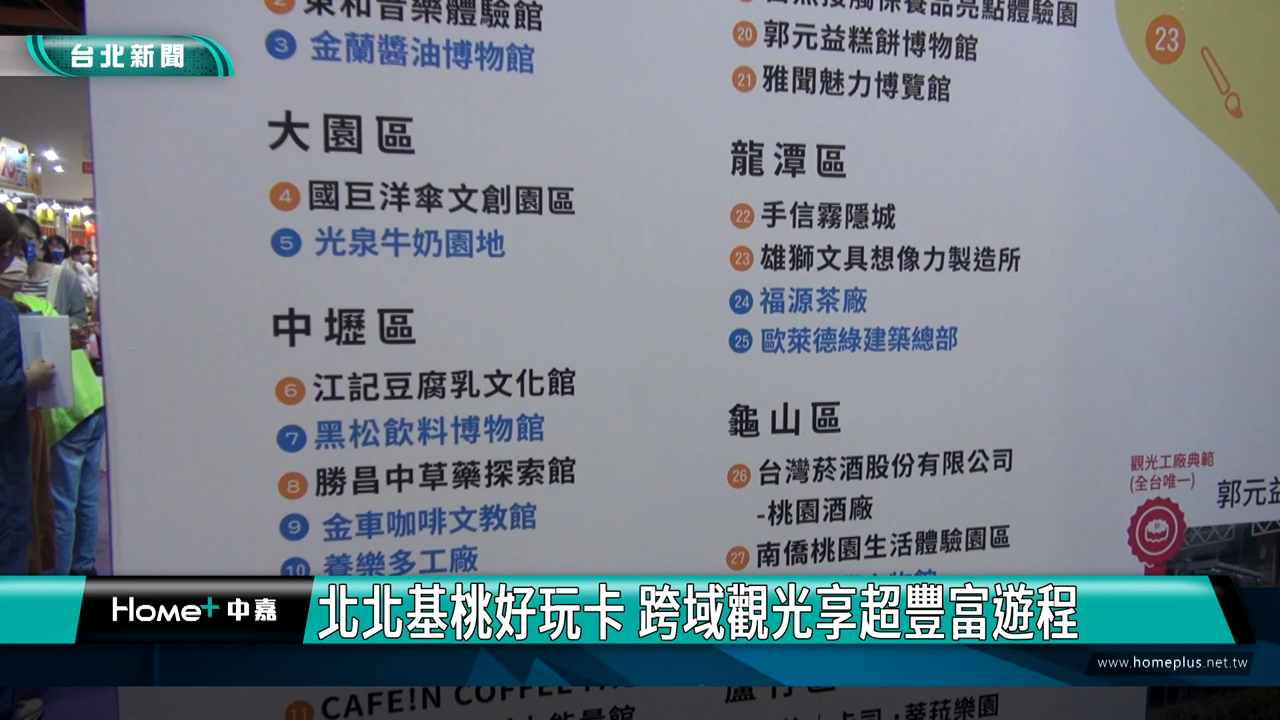 台北新聞
2 東和音樂體驗館
3 金蘭醬油博物館
大園區
4 國巨洋傘文創園區
5 光泉牛奶園地
中壢區
6 江記豆腐乳文化館
7 黑松飲料博物館
8 勝昌中草藥探索館
9 金車咖啡文教館
10 養樂多工廠
11 CAFE!N COFFEE
20 郭元益糕餅博物館
21 雅聞魅力博覽館
龍潭區
22 手信霧隱城
23 雄獅文具想像力製造所
24 福源茶廠
25 歐萊德綠建築總部
龜山區
26 台灣菸酒股份有限公司
-桃園酒廠
27 南僑桃園生活體驗園區
蘆竹區
23
觀光工廠典範
(全台唯一)
郭元益
Home+ 中嘉
北北基桃好玩卡 跨域觀光享超豐富遊程
www.homeplus.net.tw